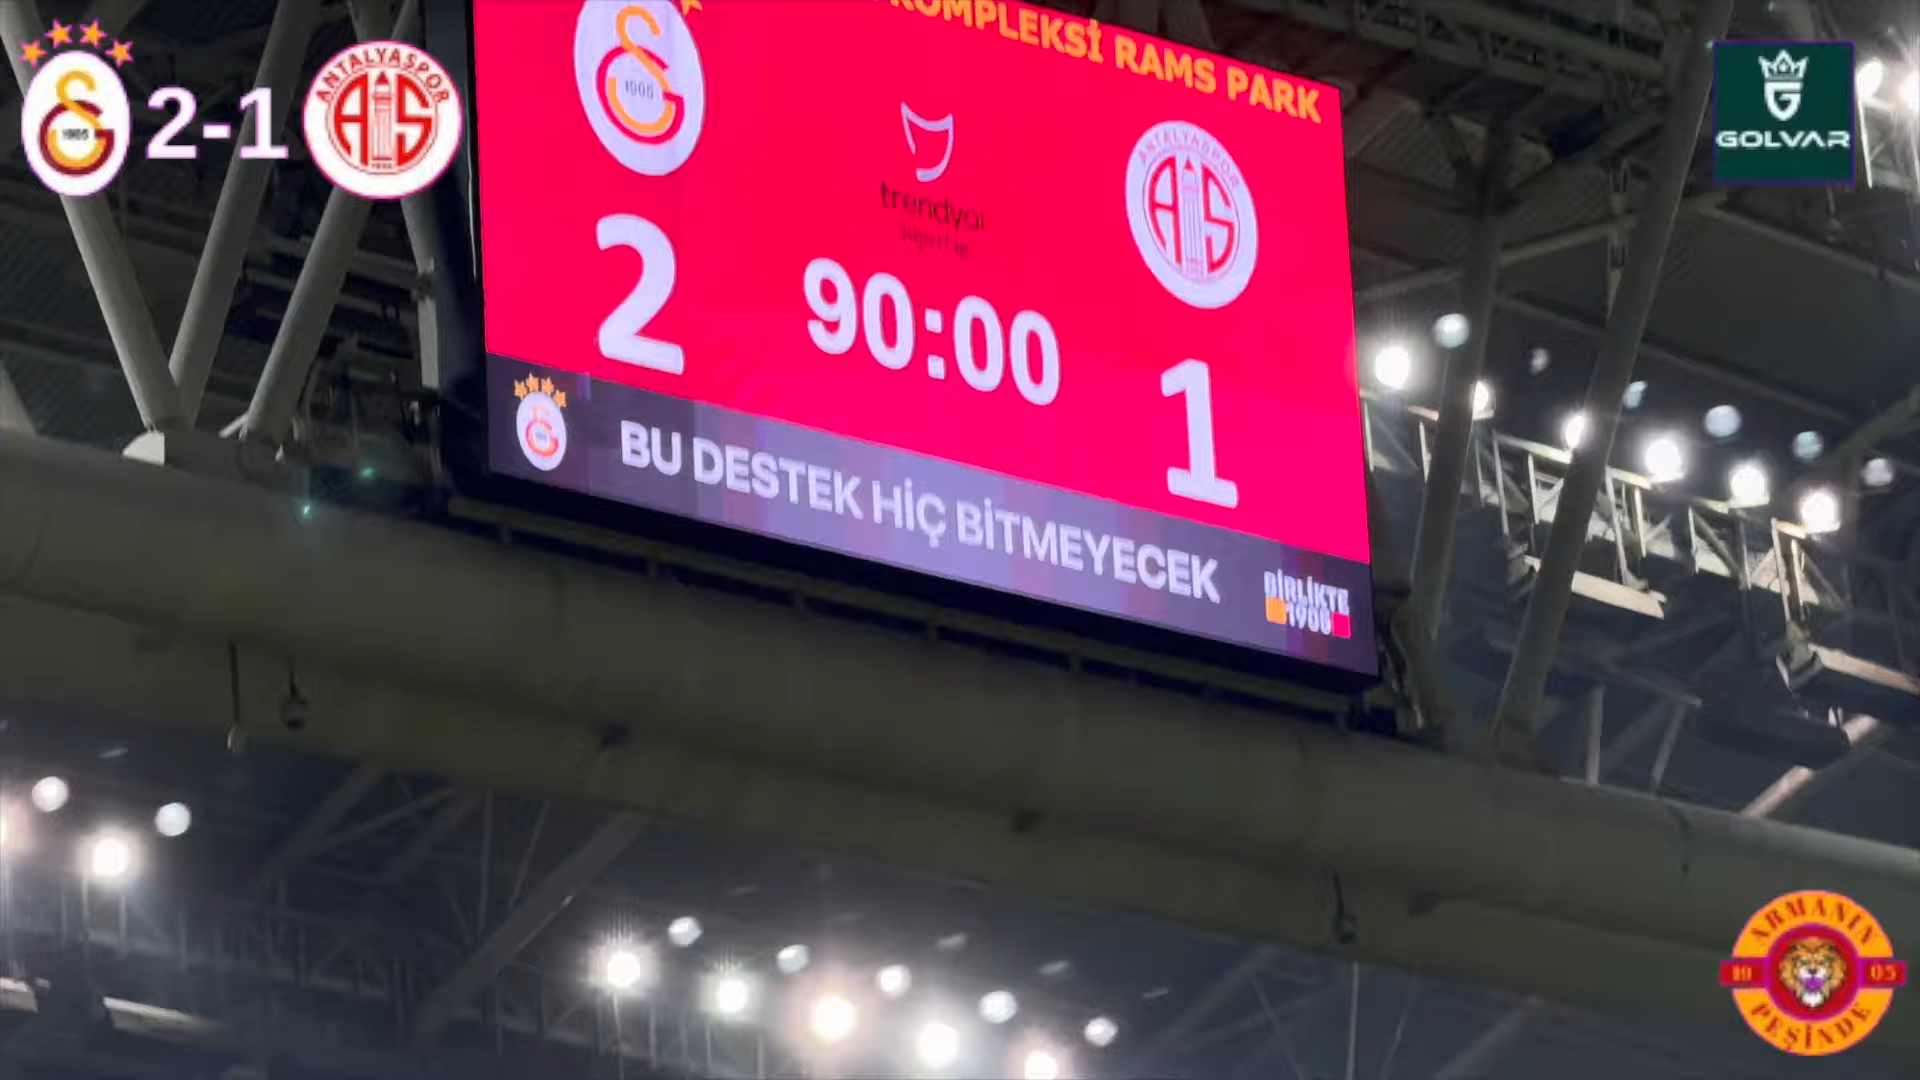 KOMPLEKSİ RAMS PARK
1905
2-1
ANTALYASPOR
GOLVAR
1905
trendyol
ANTALYASPOR
2
90:00
1
BU DESTEK HİÇ BİTMEYECEK
BİRLİKTE
ARMANIN
19 05
PEŞİNDE